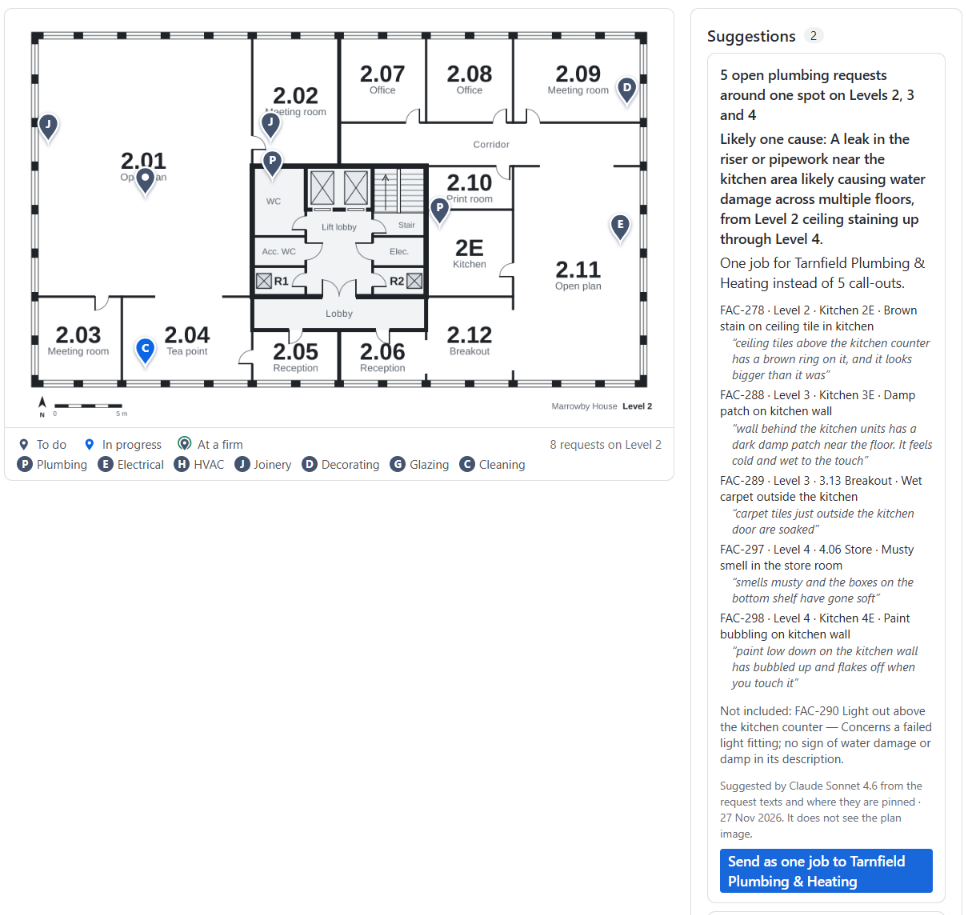 2.01
Op an
2.02
Meeting room
2.07
Office
2.08
Office
2.09
Meeting room
D
J
J
P
Corridor
WC
2.10
Print room
P
Stair
Lift lobby
E
2E
Kitchen
Acc. WC
Elec.
2.11
Open plan
R1
R2
Lobby
2.03
Meeting room
C
2.04
Tea point
2.05
Reception
2.06
Reception
2.12
Breakout
N
0 5 m
Marrowby House Level 2
To do In progress At a firm
8 requests on Level 2
P Plumbing E Electrical H HVAC J Joinery D Decorating G Glazing C Cleaning
Suggestions 2
5 open plumbing requests
around one spot on Levels 2, 3
and 4
Likely one cause: A leak in the
riser or pipework near the
kitchen area likely causing water
damage across multiple floors,
from Level 2 ceiling staining up
through Level 4.
One job for Tarnfield Plumbing &
Heating instead of 5 call-outs.
FAC-278 · Level 2 · Kitchen 2E · Brown
stain on ceiling tile in kitchen
“ceiling tiles above the kitchen counter
has a brown ring on it, and it looks
bigger than it was”
FAC-288 · Level 3 · Kitchen 3E · Damp
patch on kitchen wall
“wall behind the kitchen units has a
dark damp patch near the floor. It feels
cold and wet to the touch”
FAC-289 · Level 3 · 3.13 Breakout · Wet
carpet outside the kitchen
“carpet tiles just outside the kitchen
door are soaked”
FAC-297 · Level 4 · 4.06 Store · Musty
smell in the store room
“smells musty and the boxes on the
bottom shelf have gone soft”
FAC-298 · Level 4 · Kitchen 4E · Paint
bubbling on kitchen wall
“paint low down on the kitchen wall
has bubbled up and flakes off when
you touch it”
Not included: FAC-290 Light out above
the kitchen counter — Concerns a failed
light fitting; no sign of water damage or
damp in its description.
Suggested by Claude Sonnet 4.6 from the
request texts and where they are pinned ·
27 Nov 2026. It does not see the plan
image.
Send as one job to Tarnfield
Plumbing & Heating